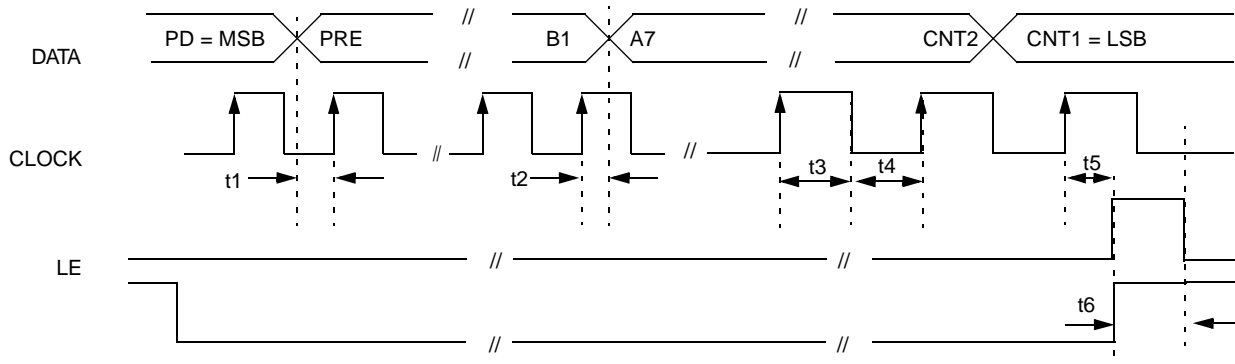 DATA
PD = MSB
PRE
//
//
B1
A7
//
//
CNT2
CNT1 = LSB
CLOCK
//
//
t1
t2
t3
t4
t5
LE
//
//
t6
//
//